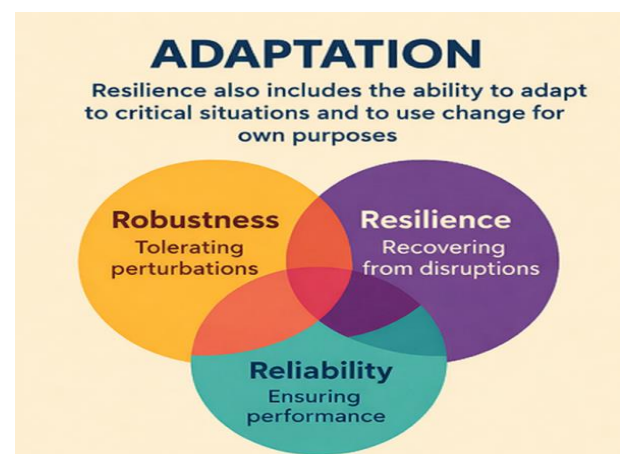 ADAPTATION
Resilience also includes the ability to adapt
to critical situations and to use change for
own purposes
Robustness
Tolerating
perturbations
Resilience
Recovering
from disruptions
Reliability
Ensuring
performance